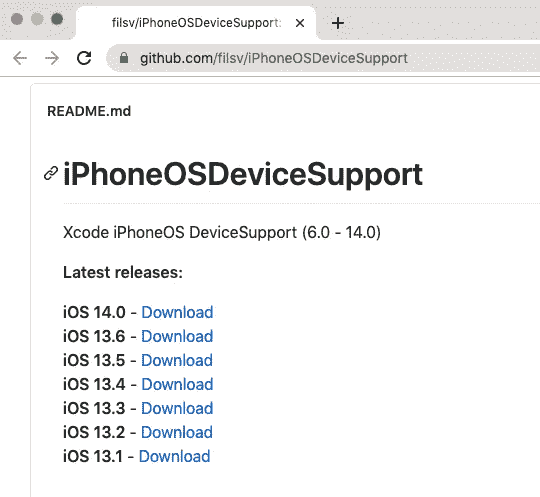 filsv/iPhoneOSDeviceSupport:
github.com/filsv/iPhoneOSDeviceSupport
README.md
iPhoneOSDeviceSupport
Xcode iPhoneOS DeviceSupport (6.0 - 14.0)
Latest releases:
iOS 14.0 - Download
iOS 13.6 - Download
iOS 13.5 - Download
iOS 13.4 - Download
iOS 13.3 - Download
iOS 13.2 - Download
iOS 13.1 - Download